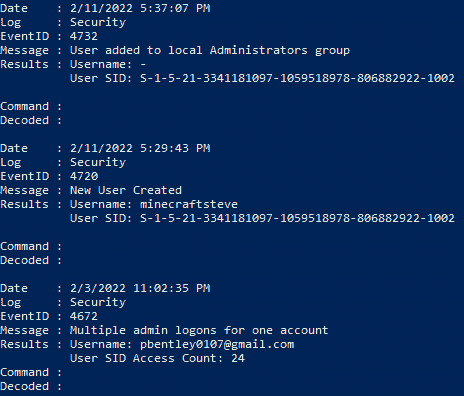 Date    : 2/11/2022 5:37:07 PM
Log     : Security
EventID : 4732
Message : User added to local Administrators group
Results : Username: -
          User SID: S-1-5-21-3341181097-1059518978-806882922-1002

Command :
Decoded :

Date    : 2/11/2022 5:29:43 PM
Log     : Security
EventID : 4720
Message : New User Created
Results : Username: minecraftsteve
          User SID: S-1-5-21-3341181097-1059518978-806882922-1002

Command :
Decoded :

Date    : 2/3/2022 11:02:35 PM
Log     : Security
EventID : 4672
Message : Multiple admin logons for one account
Results : Username: pbentley0107@gmail.com
          User SID Access Count: 24
Command :
Decoded :